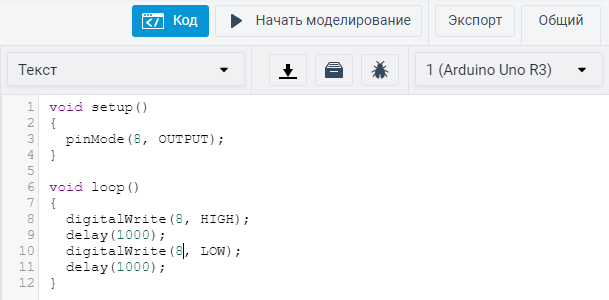 Код Начать моделирование Экспорт Общий
Текст 1 (Arduino Uno R3)
1 void setup()
2 {
3   pinMode(8, OUTPUT);
4 }
5
6 void loop()
7 {
8   digitalWrite(8, HIGH);
9   delay(1000);
10   digitalWrite(8, LOW);
11   delay(1000);
12 }